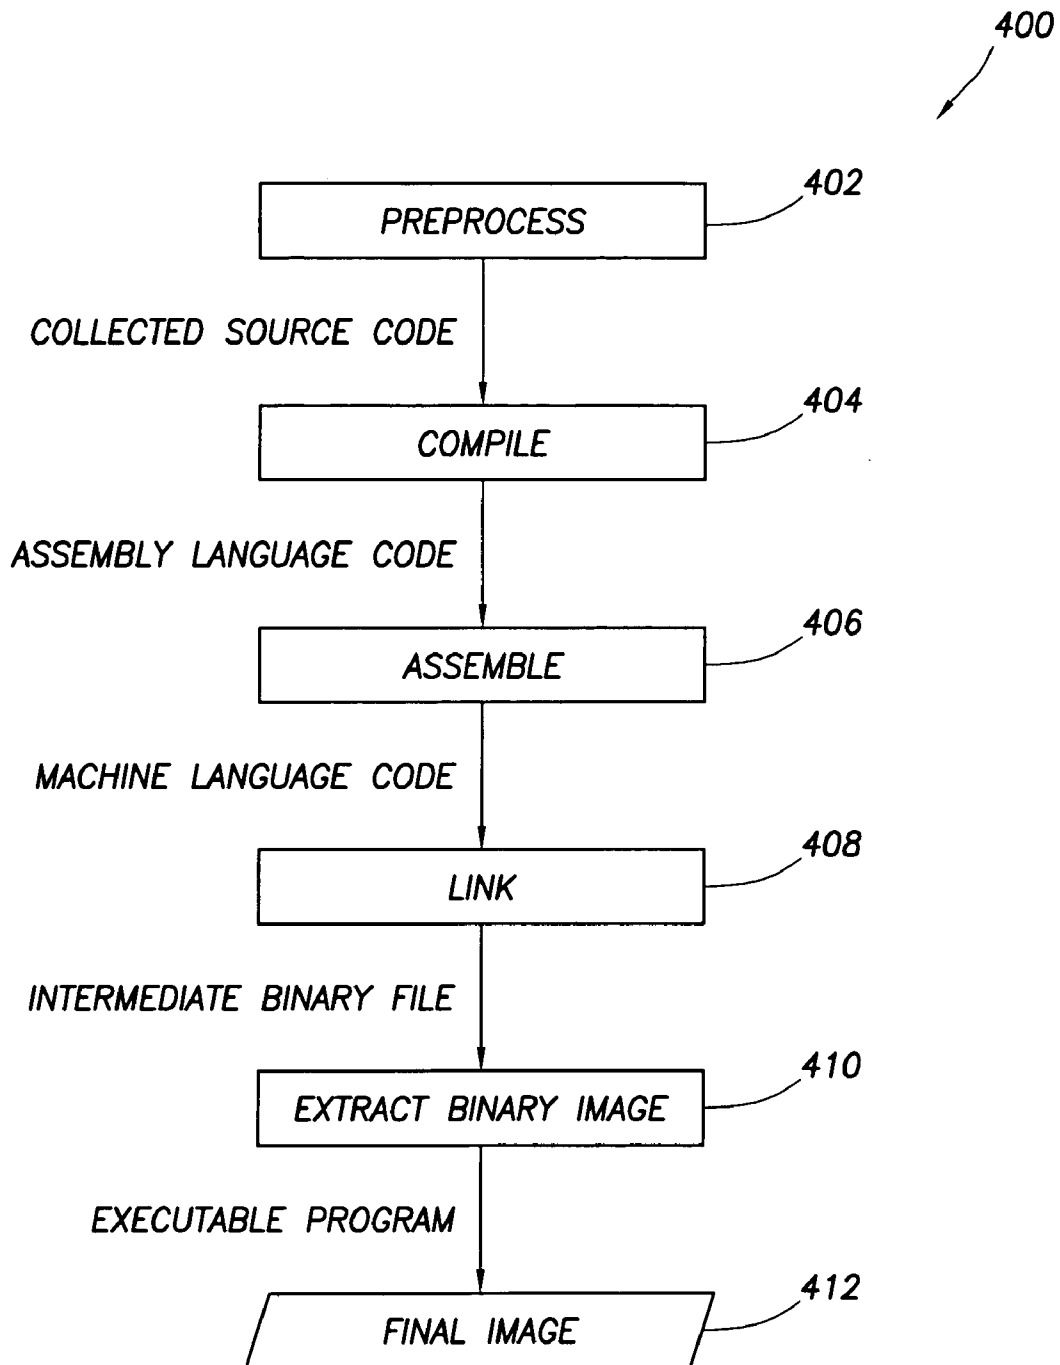 400
402
PREPROCESS
COLLECTED SOURCE CODE
404
COMPILE
ASSEMBLY LANGUAGE CODE
406
ASSEMBLE
MACHINE LANGUAGE CODE
408
LINK
INTERMEDIATE BINARY FILE
410
EXTRACT BINARY IMAGE
EXECUTABLE PROGRAM
412
FINAL IMAGE